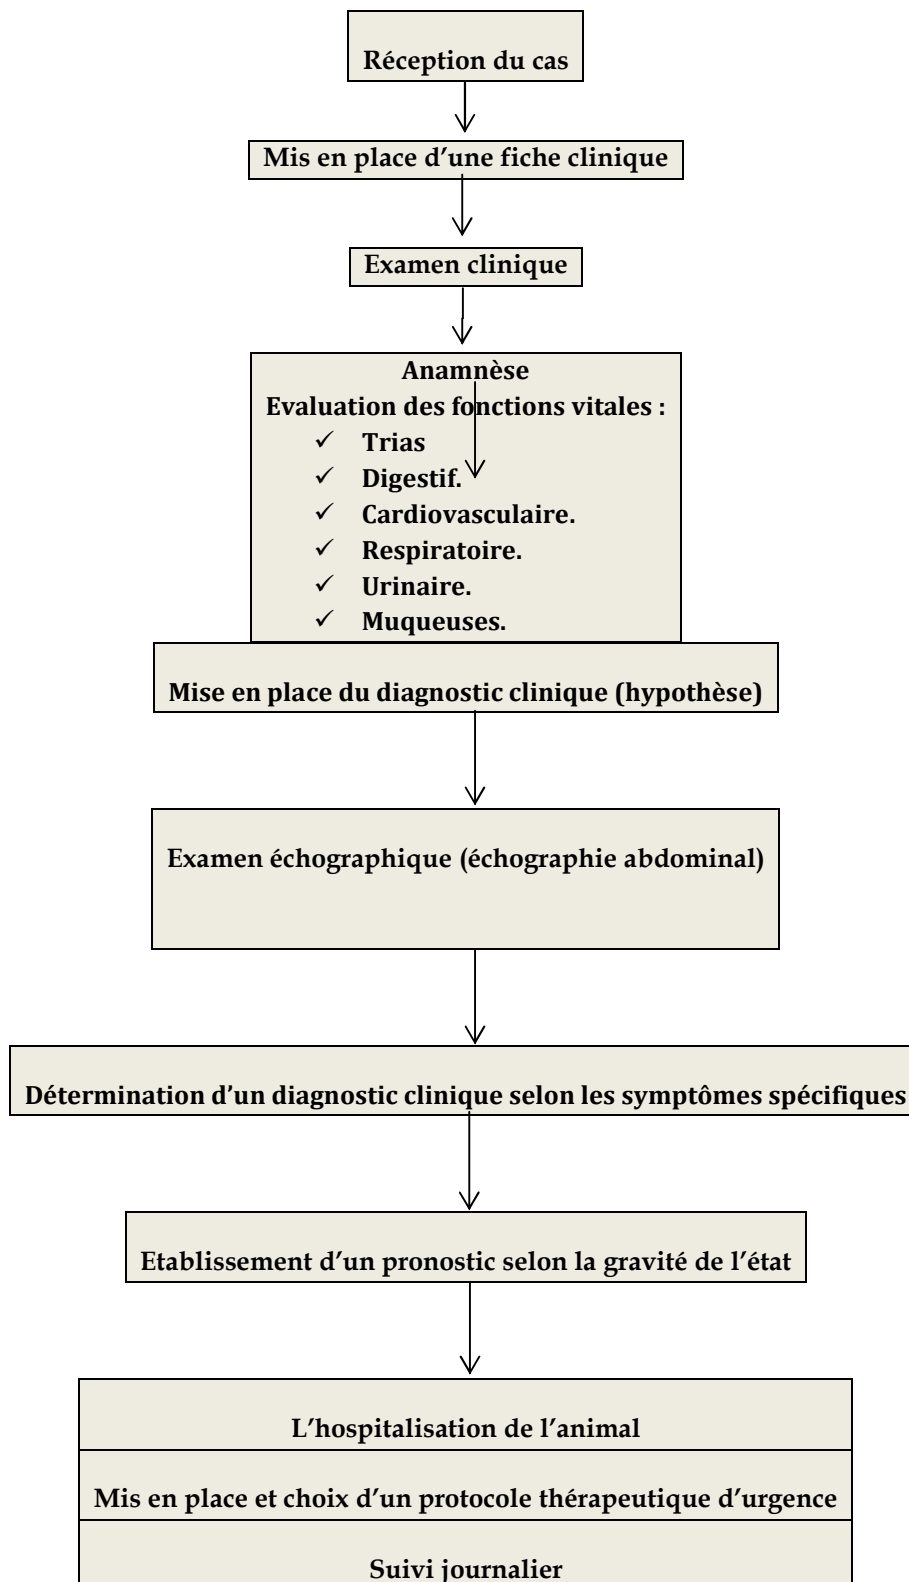 Réception du cas
Mis en place d’une fiche clinique
Examen clinique
Anamnèse
Evaluation des fonctions vitales :
✓ Trias
✓ Digestif.
✓ Cardiovasculaire.
✓ Respiratoire.
✓ Urinaire.
✓ Muqueuses.
Mise en place du diagnostic clinique (hypothèse)
Examen échographique (échographie abdominal)
Détermination d’un diagnostic clinique selon les symptômes spécifiques
Etablissement d’un pronostic selon la gravité de l’état
L’hospitalisation de l’animal
Mis en place et choix d’un protocole thérapeutique d’urgence
Suivi journalier